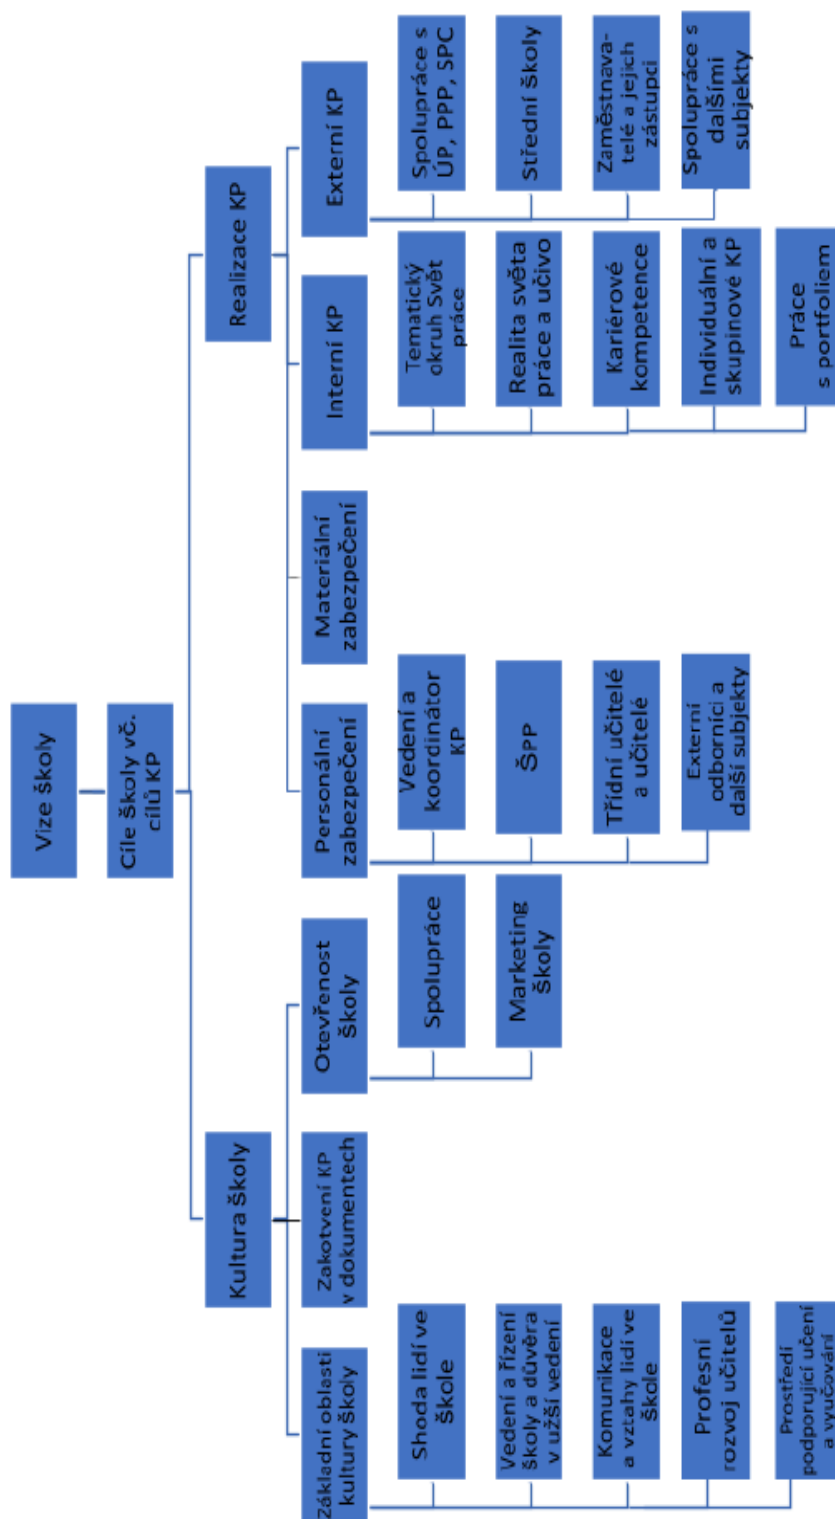 Vize školy
Cíle školy vč.
cílů KP
Kultura školy
Realizace KP
Základní oblasti
kultury školy
Zakotvení KP
v dokumentech
Otevřenost
školy
Personální
zabezpečení
Materiální
zabezpečení
Interní KP
Externí KP
Shoda lidí ve
škole
Vedení a řízení
školy a důvěra
v užší vedení
Komunikace
a vztahy lidí ve
škole
Profesní
rozvoj učitelů
Prostředí
podporující učení
a vyučování
Spolupráce
Marketing
školy
Vedení a
koordinátor
KP
ŠPP
Třídní učitelé
a učitelé
Externí
odborníci a
další subjekty
Tematický
okruh Svět
práce
Realita světa
práce a učivo
Kariérové
kompetence
Individuální a
skupinové KP
Práce
s portfoliem
Spolupráce s
ÚP, PPP, SPC
Střední školy
Zaměstnava-
telé a jejich
zástupci
Spolupráce s
dalšími
subjekty